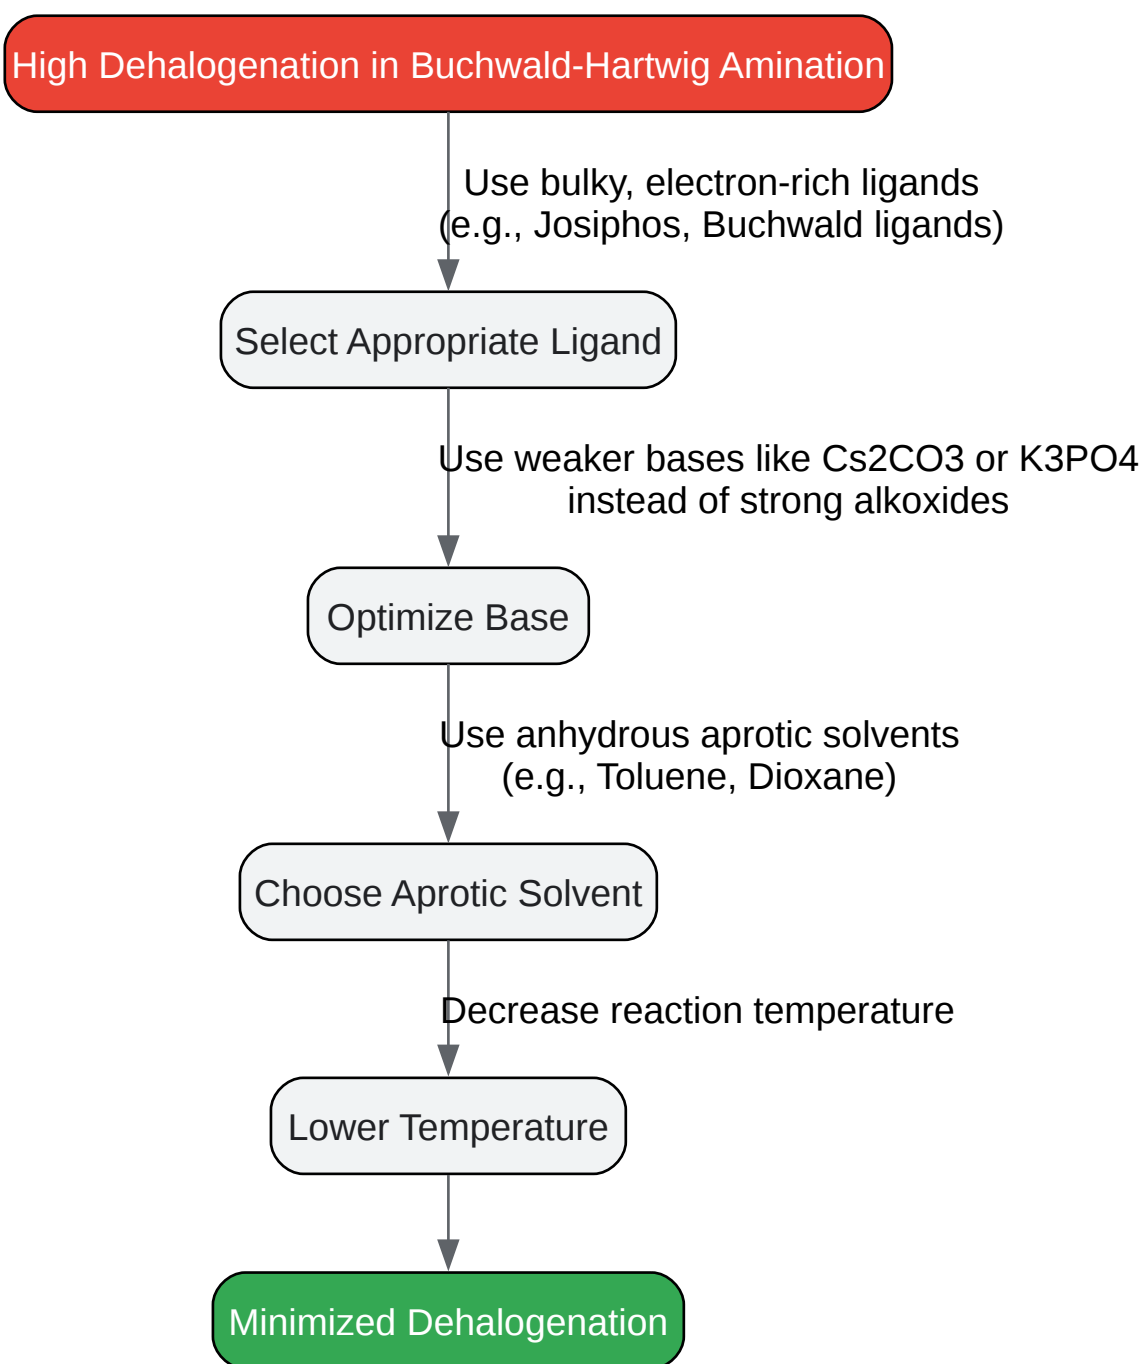 High Dehalogenation in Buchwald-Hartwig Amination
Use bulky, electron-rich ligands
(e.g., Josiphos, Buchwald ligands)
Select Appropriate Ligand
Use weaker bases like Cs2CO3 or K3PO4
instead of strong alkoxides
Optimize Base
Use anhydrous aprotic solvents
(e.g., Toluene, Dioxane)
Choose Aprotic Solvent
Decrease reaction temperature
Lower Temperature
Minimized Dehalogenation